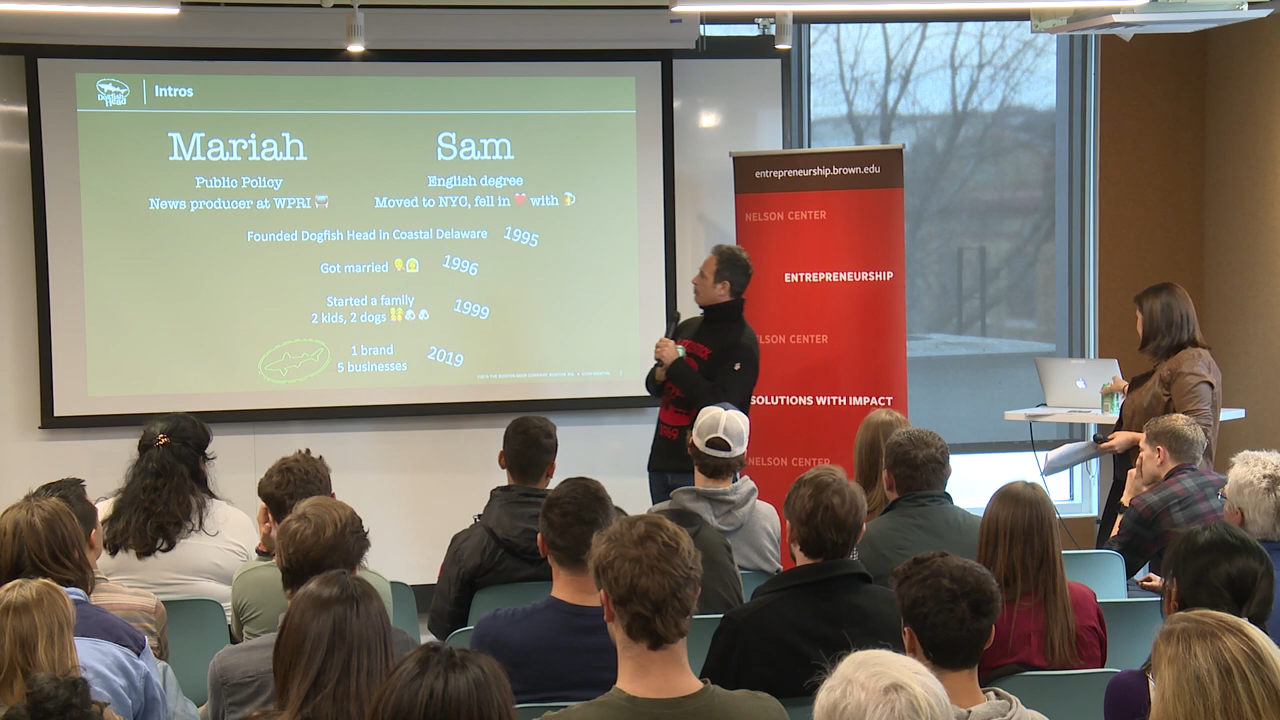 Dogfish Head
Intros
Mariah
Public Policy
News producer at WPRI
Sam
English degree
Moved to NYC, fell in ❤️ with
Founded Dogfish Head in Coastal Delaware 1995
Got married 1996
Started a family
2 kids, 2 dogs
1999
1 brand
5 businesses
2019
entrepreneurship.brown.edu
NELSON CENTER
ENTREPRENEURSHIP
ELSON CENTER
SOLUTIONS WITH IMPACT
NELSON CENTER
1969